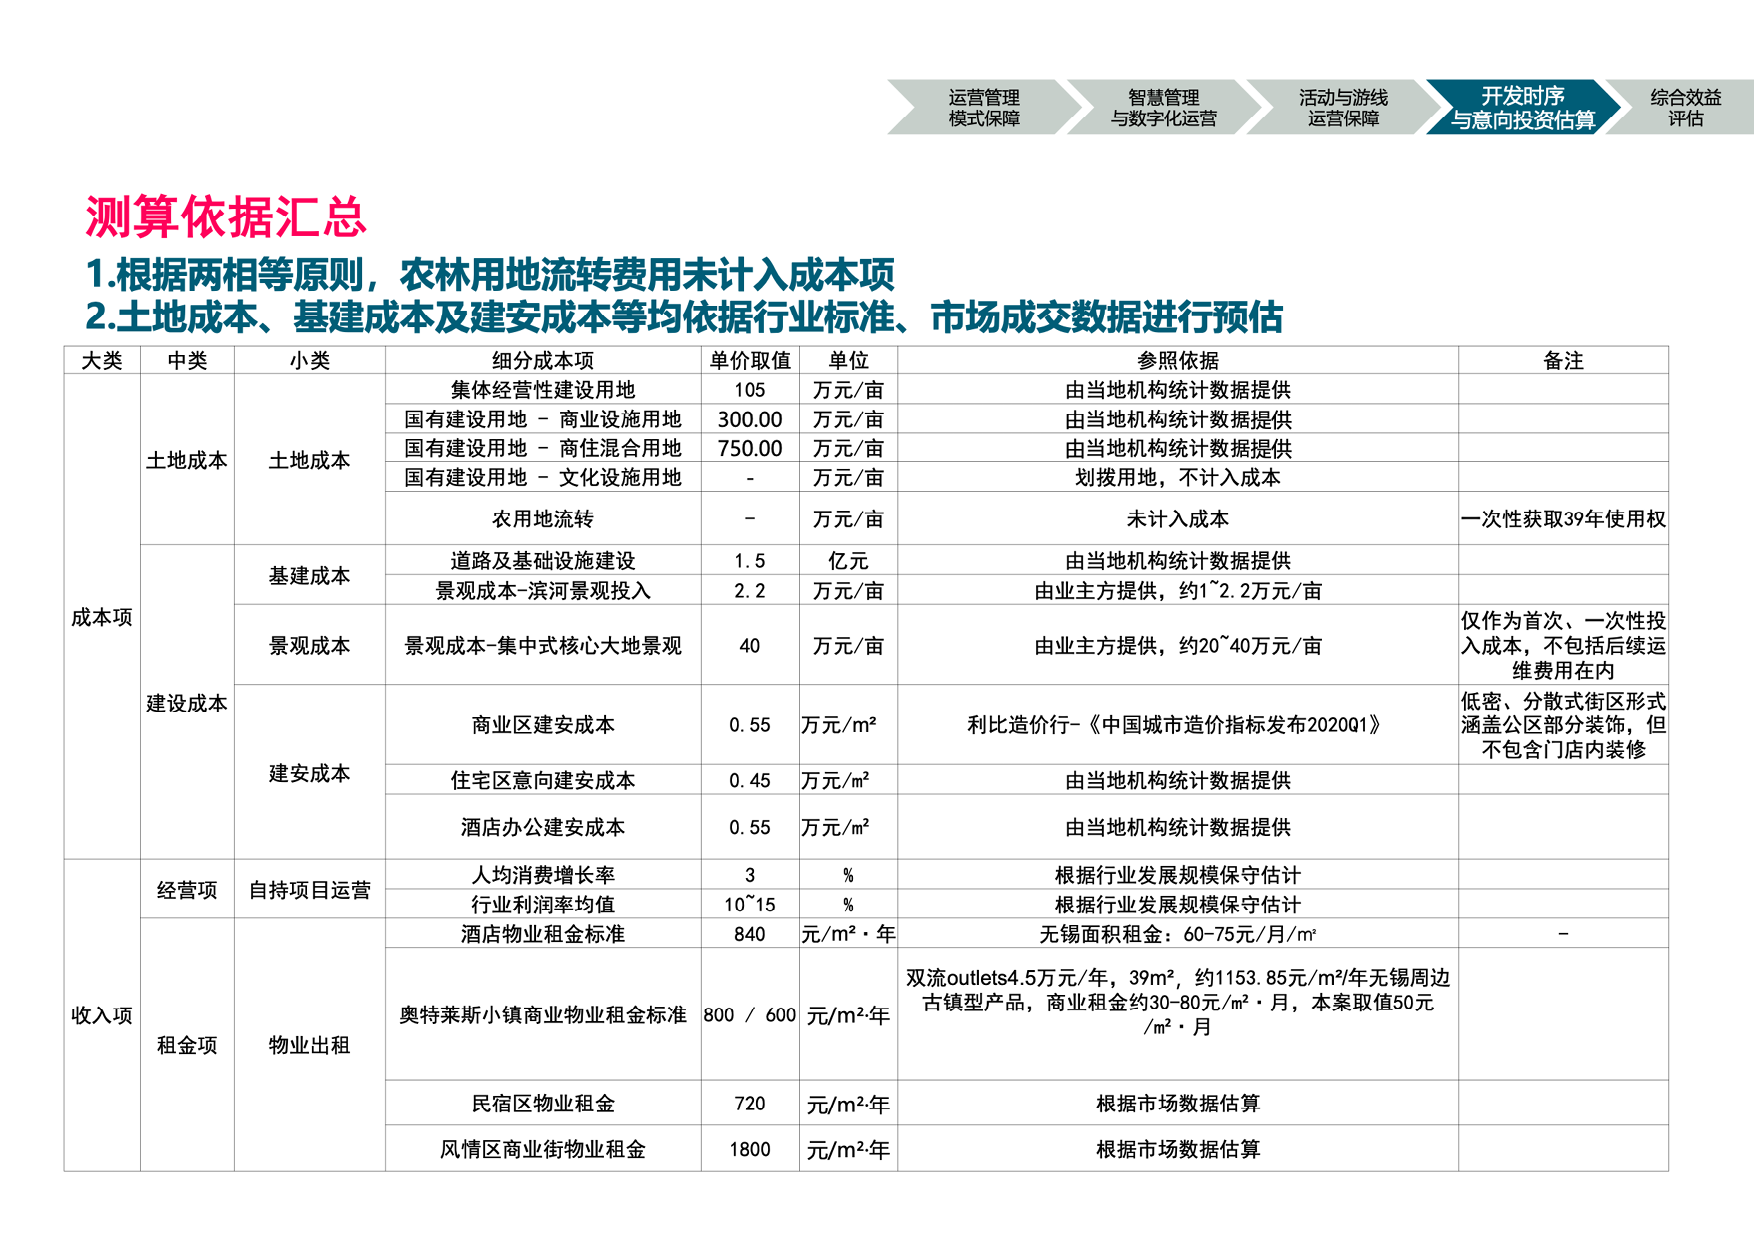 运营管理
模式保障
智慧管理
与数字化运营
活动与游线
运营保障
开发时序
与意向投资估算
综合效益
评估
测算依据汇总
1.根据两相等原则，农林用地流转费用未计入成本项
2.土地成本、基建成本及建安成本等均依据行业标准、市场成交数据进行预估
大类 中类 小类 细分成本项 单价取值 单位 参照依据 备注
成本项 土地成本 土地成本 集体经营性建设用地 105 万元/亩 由当地机构统计数据提供
国有建设用地 - 商业设施用地 300.00 万元/亩 由当地机构统计数据提供
国有建设用地 - 商住混合用地 750.00 万元/亩 由当地机构统计数据提供
国有建设用地 - 文化设施用地 - 万元/亩 划拨用地，不计入成本
农用地流转 - 万元/亩 未计入成本 一次性获取39年使用权
建设成本 基建成本 道路及基础设施建设 1.5 亿元 由当地机构统计数据提供
景观成本-滨河景观投入 2.2 万元/亩 由业主方提供，约1~2.2万元/亩
景观成本 景观成本-集中式核心大地景观 40 万元/亩 由业主方提供，约20~40万元/亩 仅作为首次、一次性投
入成本，不包括后续运
维费用在内
建安成本 商业区建安成本 0.55 万元/m² 利比造价行-《中国城市造价指标发布2020Q1》 低密、分散式街区形式
涵盖公区部分装饰，但
不包含门店内装修
住宅区意向建安成本 0.45 万元/㎡ 由当地机构统计数据提供
酒店办公建安成本 0.55 万元/㎡ 由当地机构统计数据提供
收入项 经营项 自持项目运营 人均消费增长率 3 % 根据行业发展规模保守估计
行业利润率均值 10~15 % 根据行业发展规模保守估计
租金项 物业出租 酒店物业租金标准 840 元/m²·年 无锡面积租金：60-75元/月/㎡ -
奥特莱斯小镇商业物业租金标准 800 / 600 元/m²·年 双流outlets4.5万元/年，39m²，约1153.85元/m²/年无锡周边
古镇型产品，商业租金约30-80元/㎡·月，本案取值50元
/㎡·月
民宿区物业租金 720 元/m²·年 根据市场数据估算
风情区商业街物业租金 1800 元/m²·年 根据市场数据估算